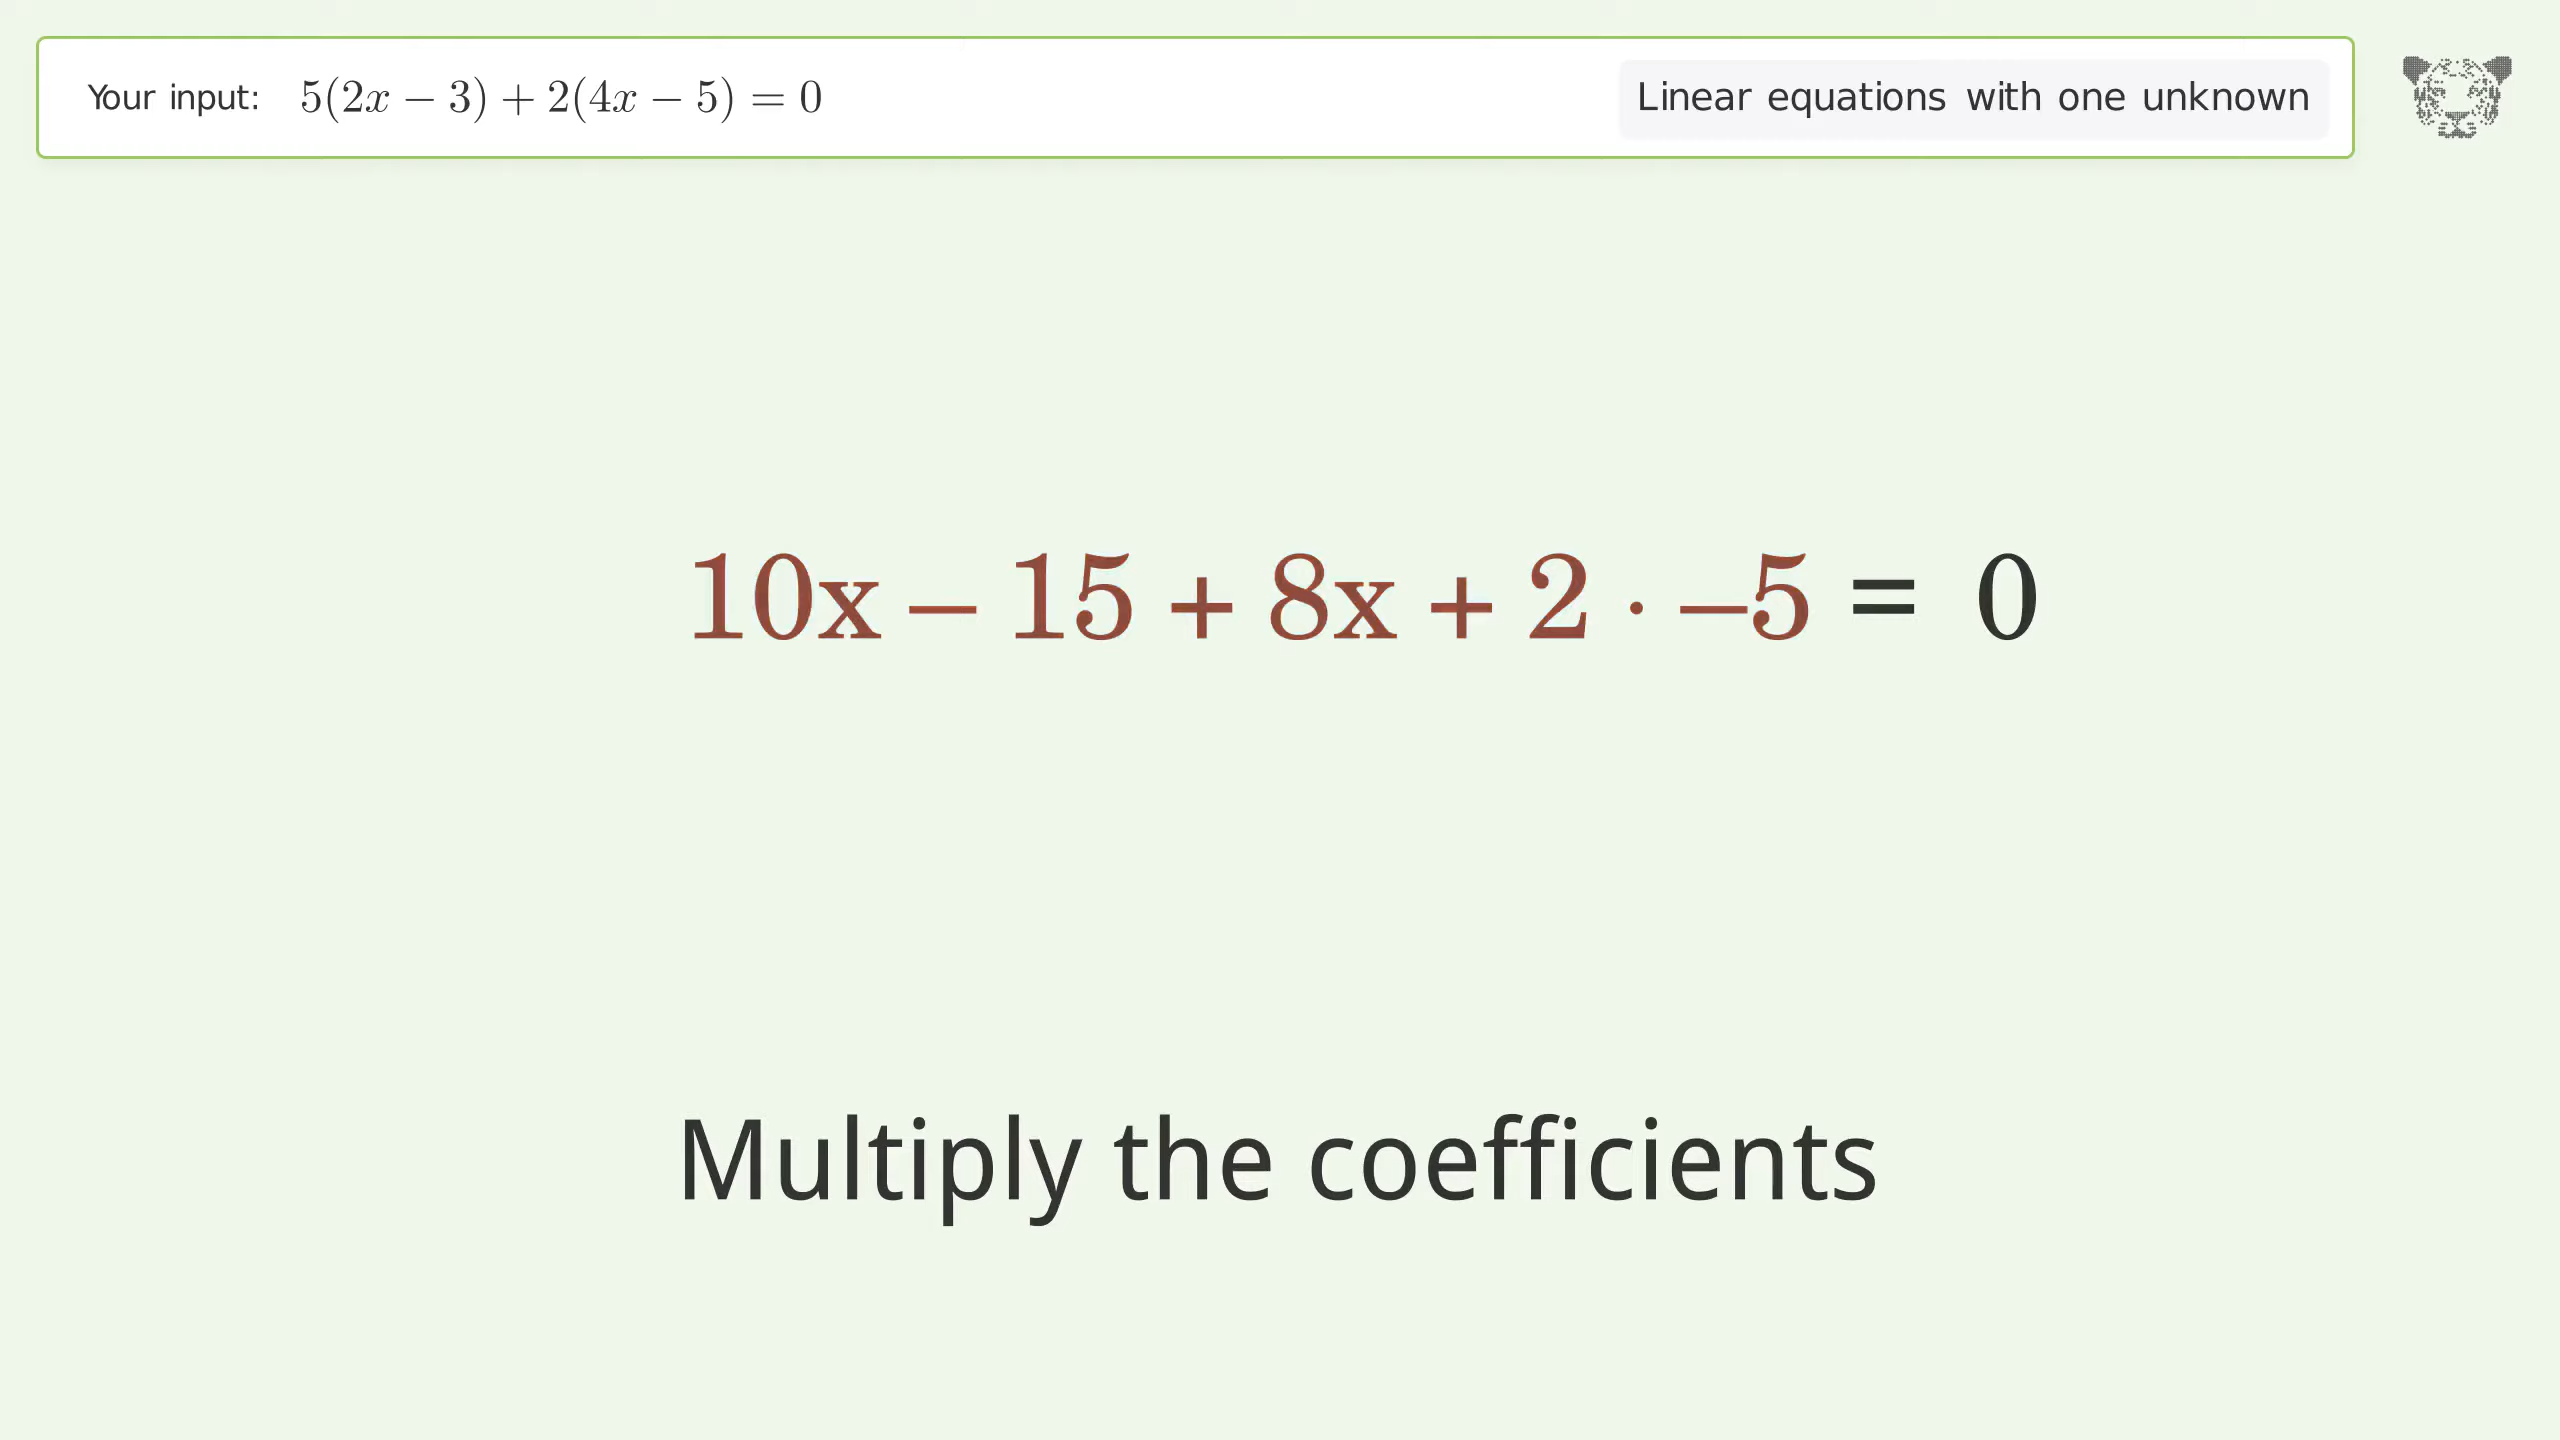 Your input: 5(2x − 3) + 2(4x − 5) = 0 Linear equations with one unknown
10x − 15 + 8x + 2 · −5 = 0
Multiply the coefficients